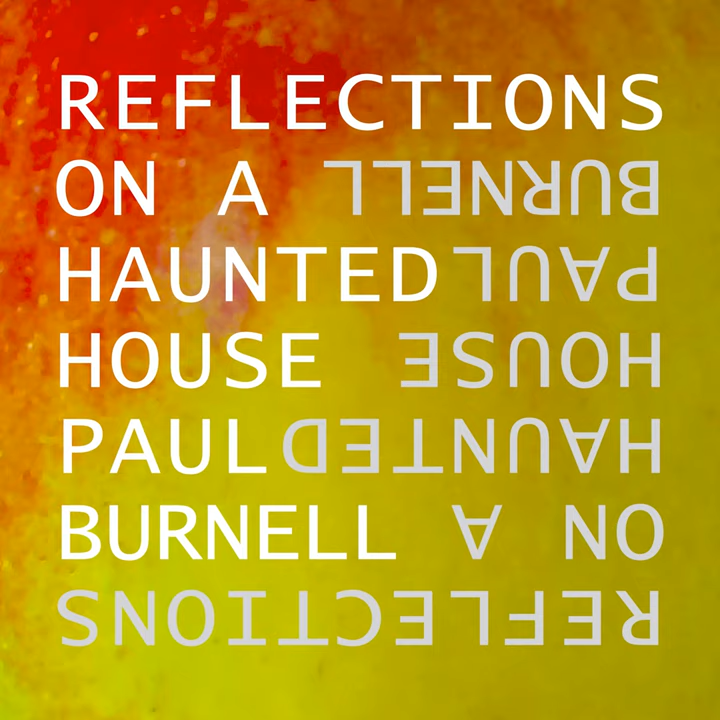 REFLECTIONS
ON A BURNELL
HAUNTED PAUL
HOUSE HOUSE
PAUL HAUNTED
BURNELL ON A
REFLECTIONS